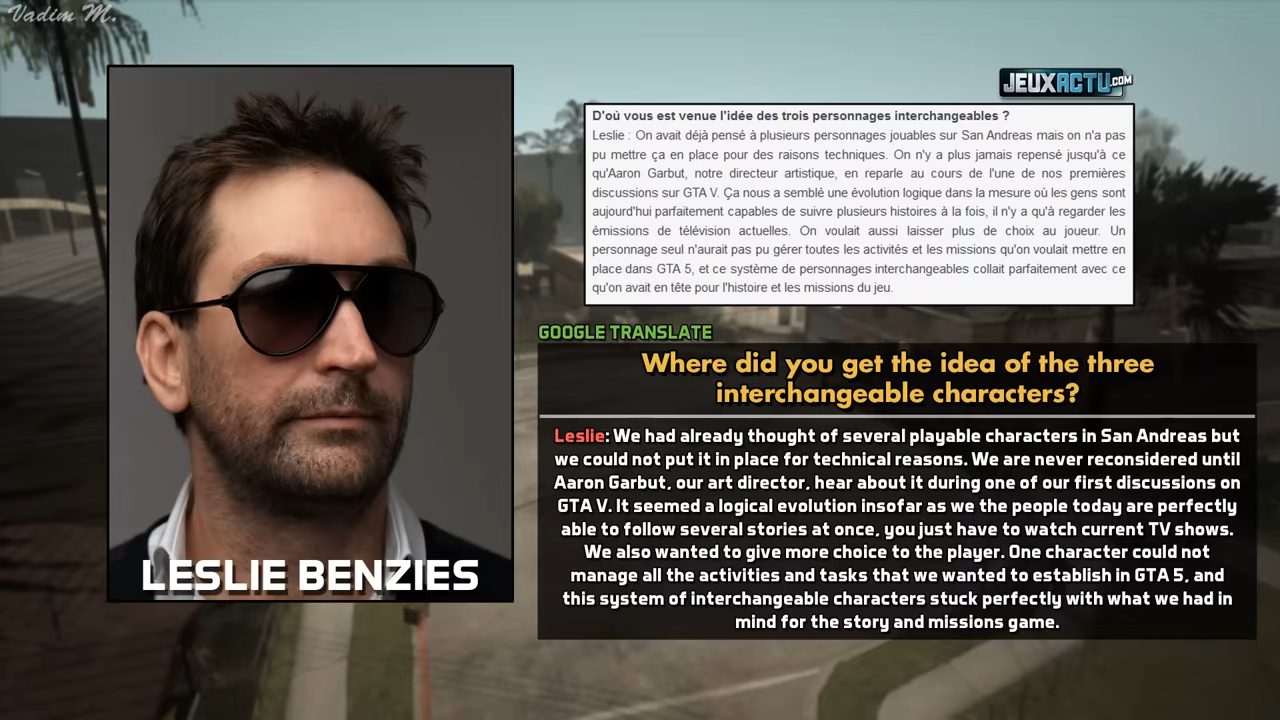 Vadim M.
JEUXACTU.COM
D'où vous est venue l'idée des trois personnages interchangeables ?
Leslie : On avait déjà pensé à plusieurs personnages jouables sur San Andreas mais on n'a pas
pu mettre ça en place pour des raisons techniques. On n'y a plus jamais repensé jusqu'à ce
qu'Aaron Garbut, notre directeur artistique, en reparle au cours de l'une de nos premières
discussions sur GTA V. Ça nous a semblé une évolution logique dans la mesure où les gens sont
aujourd'hui parfaitement capables de suivre plusieurs histoires à la fois, il n'y a qu'à regarder les
émissions de télévision actuelles. On voulait aussi laisser plus de choix au joueur. Un
personnage seul n'aurait pas pu gérer toutes les activités et les missions qu'on voulait mettre en
place dans GTA 5, et ce système de personnages interchangeables collait parfaitement avec ce
qu'on avait en tête pour l'histoire et les missions du jeu.
GOOGLE TRANSLATE
Where did you get the idea of the three
interchangeable characters?
Leslie: We had already thought of several playable characters in San Andreas but
we could not put it in place for technical reasons. We are never reconsidered until
Aaron Garbut, our art director, hear about it during one of our first discussions on
GTA V. It seemed a logical evolution insofar as we the people today are perfectly
able to follow several stories at once, you just have to watch current TV shows.
We also wanted to give more choice to the player. One character could not
manage all the activities and tasks that we wanted to establish in GTA 5, and
this system of interchangeable characters stuck perfectly with what we had in
mind for the story and missions game.
LESLIE BENZIES